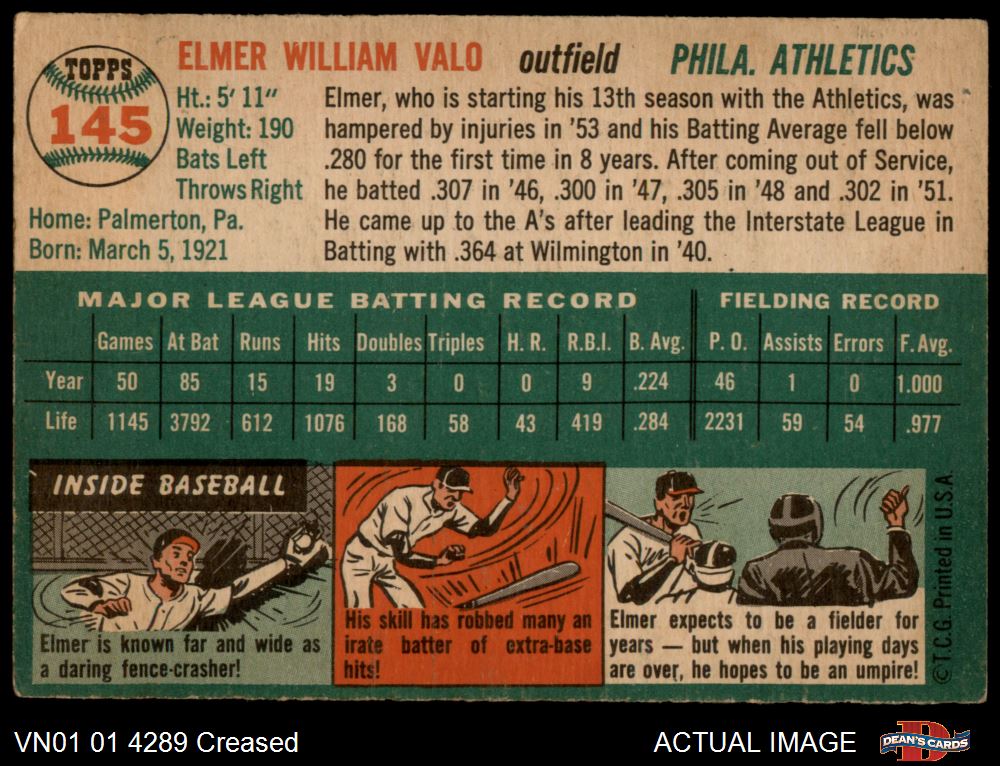 TOPPS
145
ELMER WILLIAM VALO outfield PHILA. ATHLETICS
Ht.: 5' 11"
Weight: 190
Bats Left
Throws Right
Home: Palmerton, Pa.
Born: March 5, 1921
Elmer, who is starting his 13th season with the Athletics, was
hampered by injuries in '53 and his Batting Average fell below
.280 for the first time in 8 years. After coming out of Service,
he batted .307 in '46, .300 in '47, .305 in '48 and .302 in '51.
He came up to the A's after leading the Interstate League in
Batting with .364 at Wilmington in '40.
MAJOR LEAGUE BATTING RECORD FIELDING RECORD
Games At Bat Runs Hits Doubles Triples H. R. R.B.I. B. Avg. P. O. Assists Errors F. Avg.
Year 50 85 15 19 3 0 0 9 .224 46 1 0 1.000
Life 1145 3792 612 1076 168 58 43 419 .284 2231 59 54 .977
INSIDE BASEBALL
Elmer is known far and wide as
a daring fence-crasher!
His skill has robbed many an
irate batter of extra-base
hits!
Elmer expects to be a fielder for
years — but when his playing days
are over, he hopes to be an umpire!
©T.C.G. Printed in U.S.A.
VN01 01 4289 Creased
ACTUAL IMAGE
D
DEAN'S CARDS